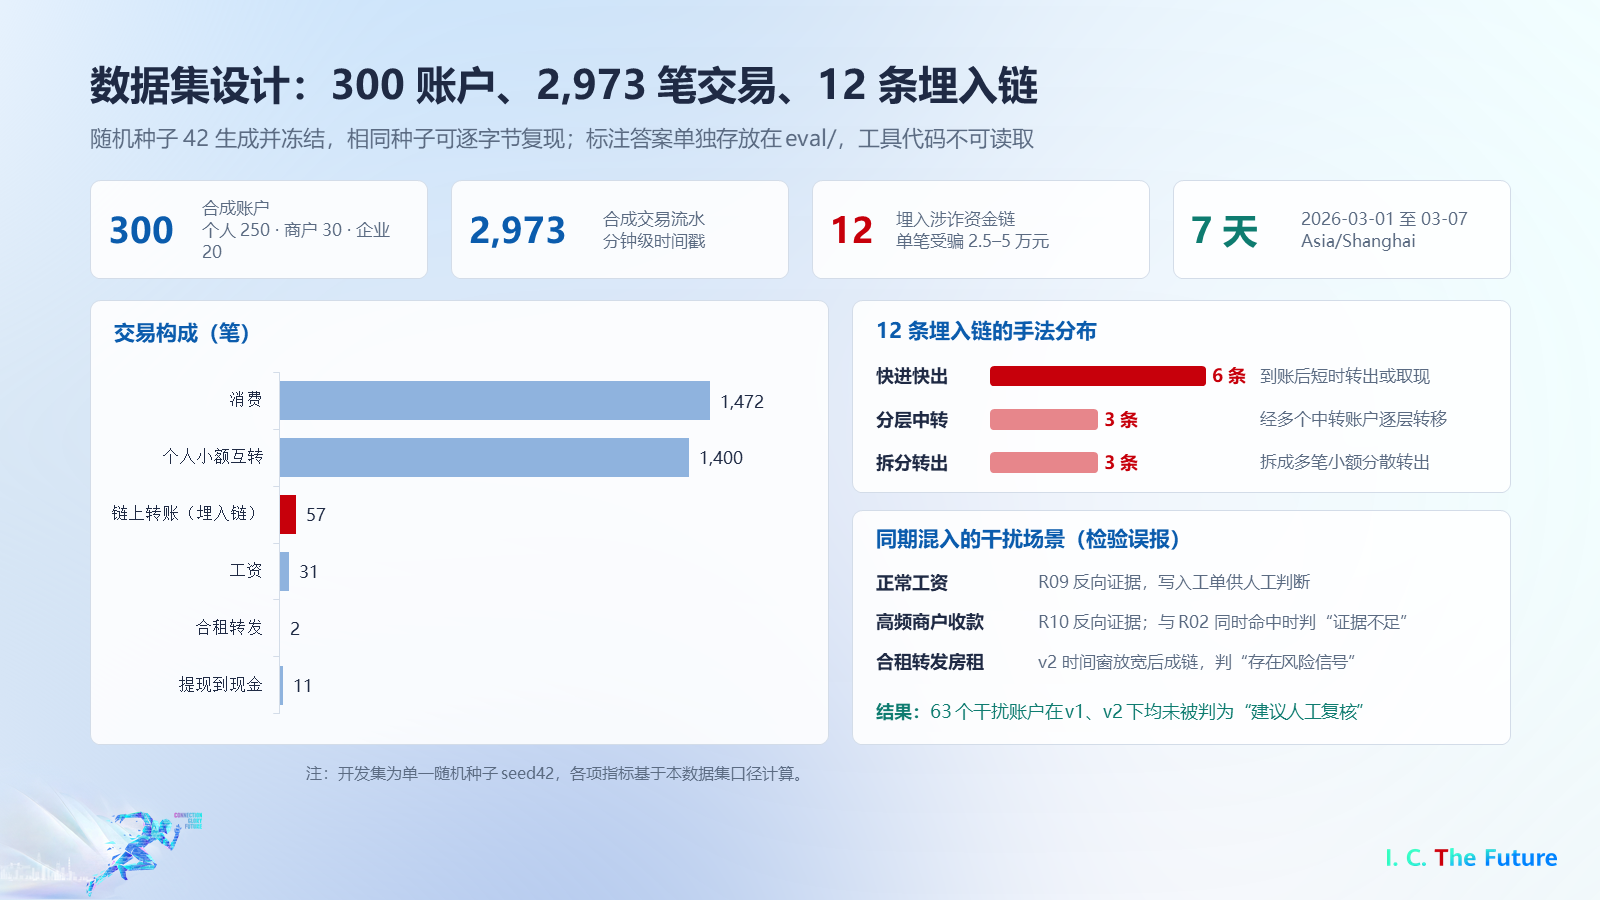 数据集设计：300 账户、2,973 笔交易、12 条埋入链
随机种子 42 生成并冻结，相同种子可逐字节复现；标注答案单独存放在 eval/，工具代码不可读取
300
合成账户
个人 250 · 商户 30 · 企业
20
2,973
合成交易流水
分钟级时间戳
12
埋入涉诈资金链
单笔受骗 2.5–5 万元
7 天
2026-03-01 至 03-07
Asia/Shanghai
交易构成（笔）
消费 1,472
个人小额互转 1,400
链上转账（埋入链） 57
工资 31
合租转发 2
提现到现金 11
12 条埋入链的手法分布
快进快出 6 条 到账后短时转出或取现
分层中转 3 条 经多个中转账户逐层转移
拆分转出 3 条 拆成多笔小额分散转出
同期混入的干扰场景（检验误报）
正常工资 R09 反向证据，写入工单供人工判断
高频商户收款 R10 反向证据；与 R02 同时命中时判“证据不足”
合租转发房租 v2 时间窗放宽后成链，判“存在风险信号”
结果：63 个干扰账户在 v1、v2 下均未被判为“建议人工复核”
注：开发集为单一随机种子 seed42，各项指标基于本数据集口径计算。
CONNECTION
GLORY
FUTURE
I. C. The Future